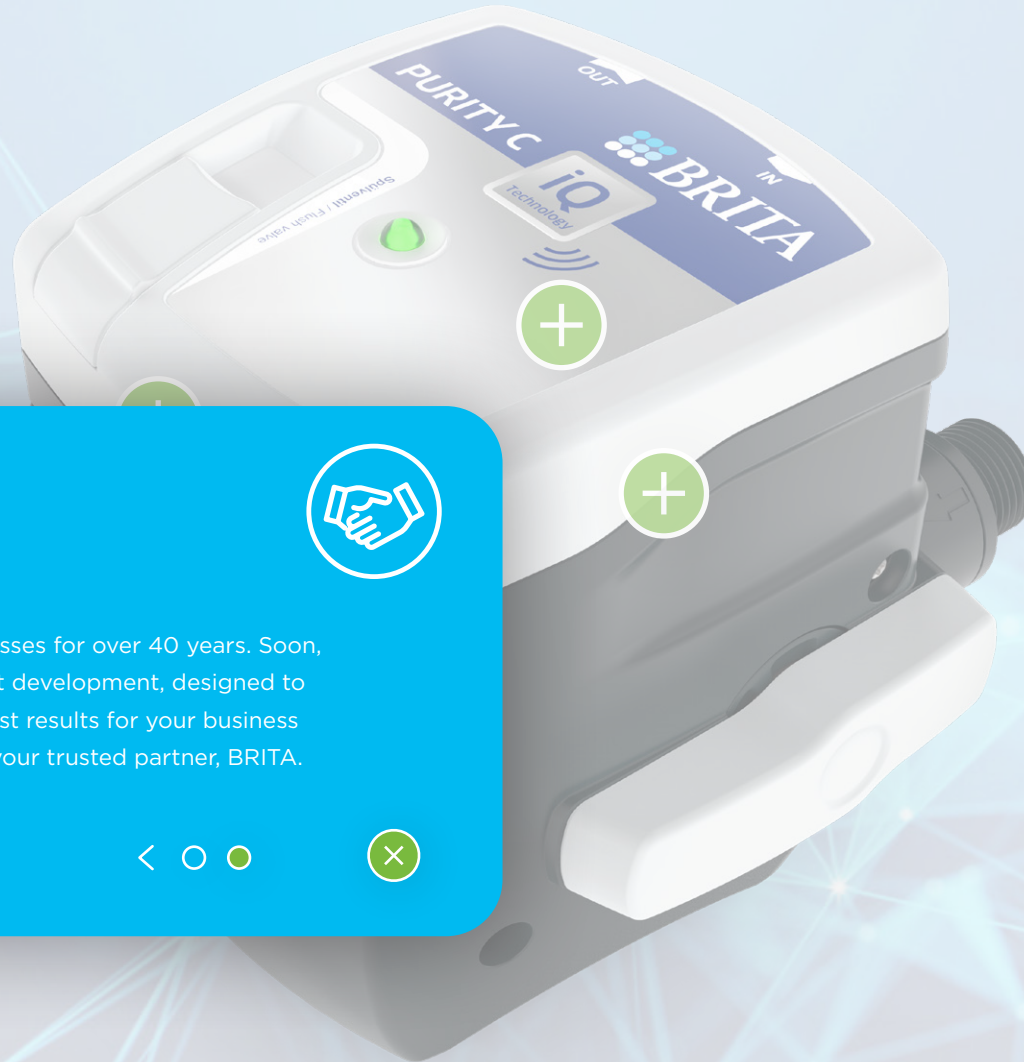 OUT
IN
PURITY C
BRITA
iQ
Technology
Spülventil / Flush valve
sses for over 40 years. Soon,
t development, designed to
st results for your business
your trusted partner, BRITA.